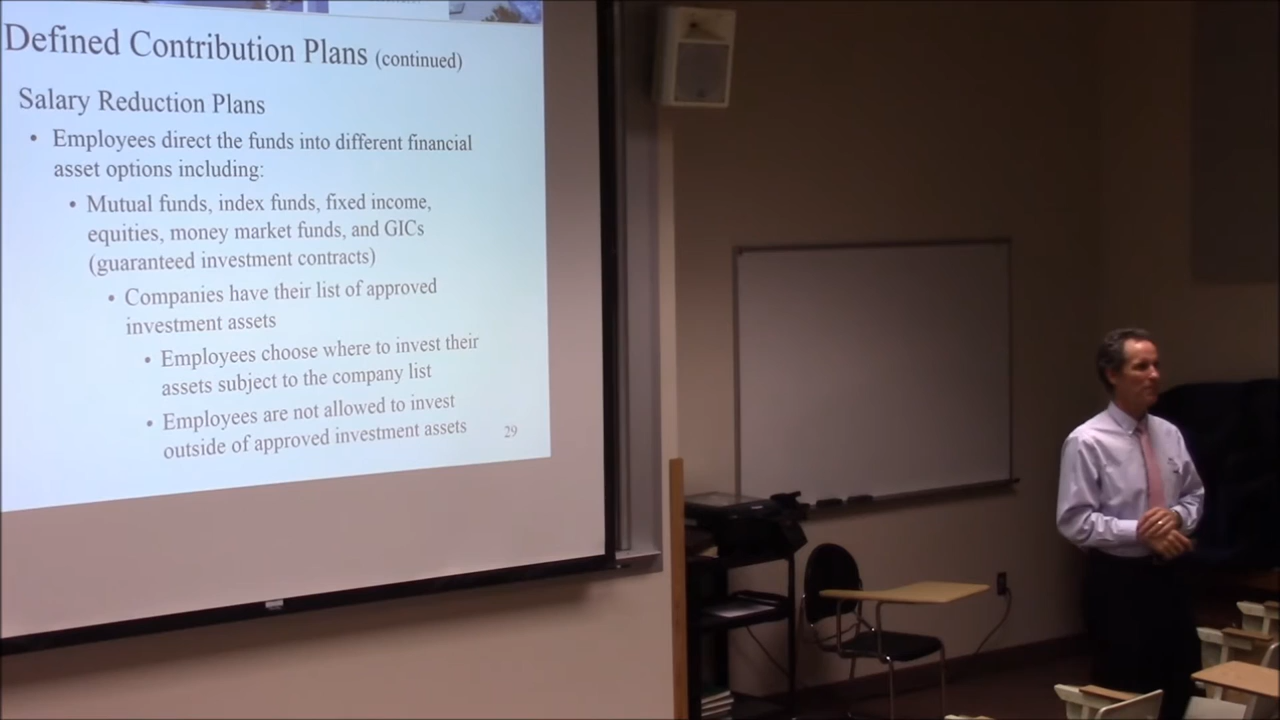 Defined Contribution Plans (continued)
Salary Reduction Plans
• Employees direct the funds into different financial
asset options including:
• Mutual funds, index funds, fixed income,
equities, money market funds, and GICs
(guaranteed investment contracts)
• Companies have their list of approved
investment assets
• Employees choose where to invest their
assets subject to the company list
• Employees are not allowed to invest
outside of approved investment assets
29